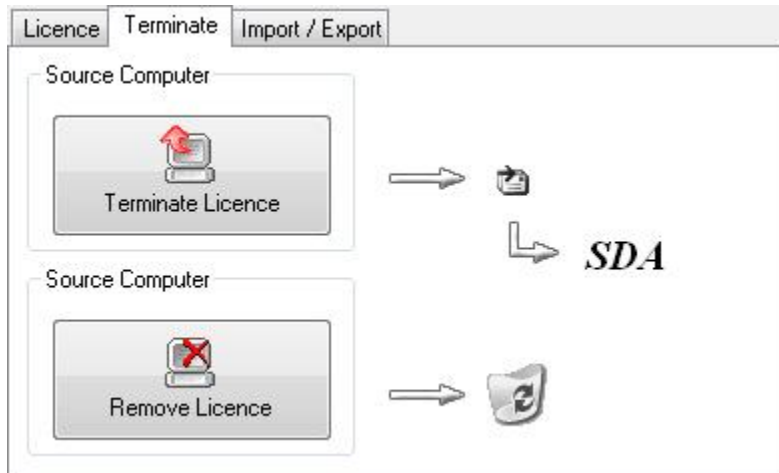 Licence Terminate Import / Export
Source Computer
Terminate Licence
SDA
Source Computer
Remove Licence